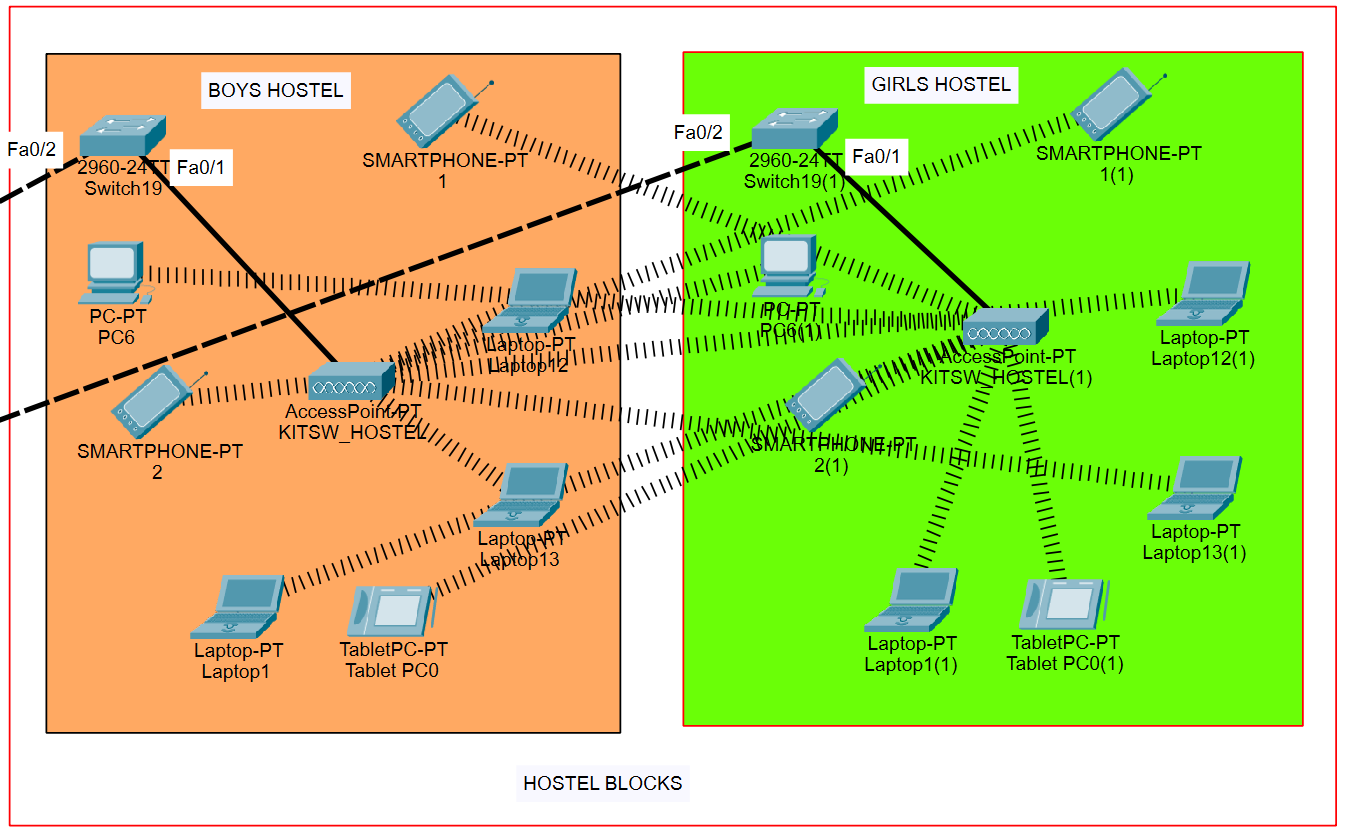 BOYS HOSTEL
Fa0/2
2960-24TT
Switch19
Fa0/1
SMARTPHONE-PT
1
PC-PT
PC6
Laptop-PT
Laptop12
SMARTPHONE-PT
2
AccessPoint-PT
KITSW_HOSTEL
Laptop-PT
Laptop13
Laptop-PT
Laptop1
TabletPC-PT
Tablet PC0
GIRLS HOSTEL
Fa0/2
2960-24TT
Switch19(1)
Fa0/1
SMARTPHONE-PT
1(1)
PC-PT
PC6(1)
AccessPoint-PT
KITSW_HOSTEL(1)
Laptop-PT
Laptop12(1)
SMARTPHONE-PT
2(1)
Laptop-PT
Laptop13(1)
Laptop-PT
Laptop1(1)
TabletPC-PT
Tablet PC0(1)
HOSTEL BLOCKS